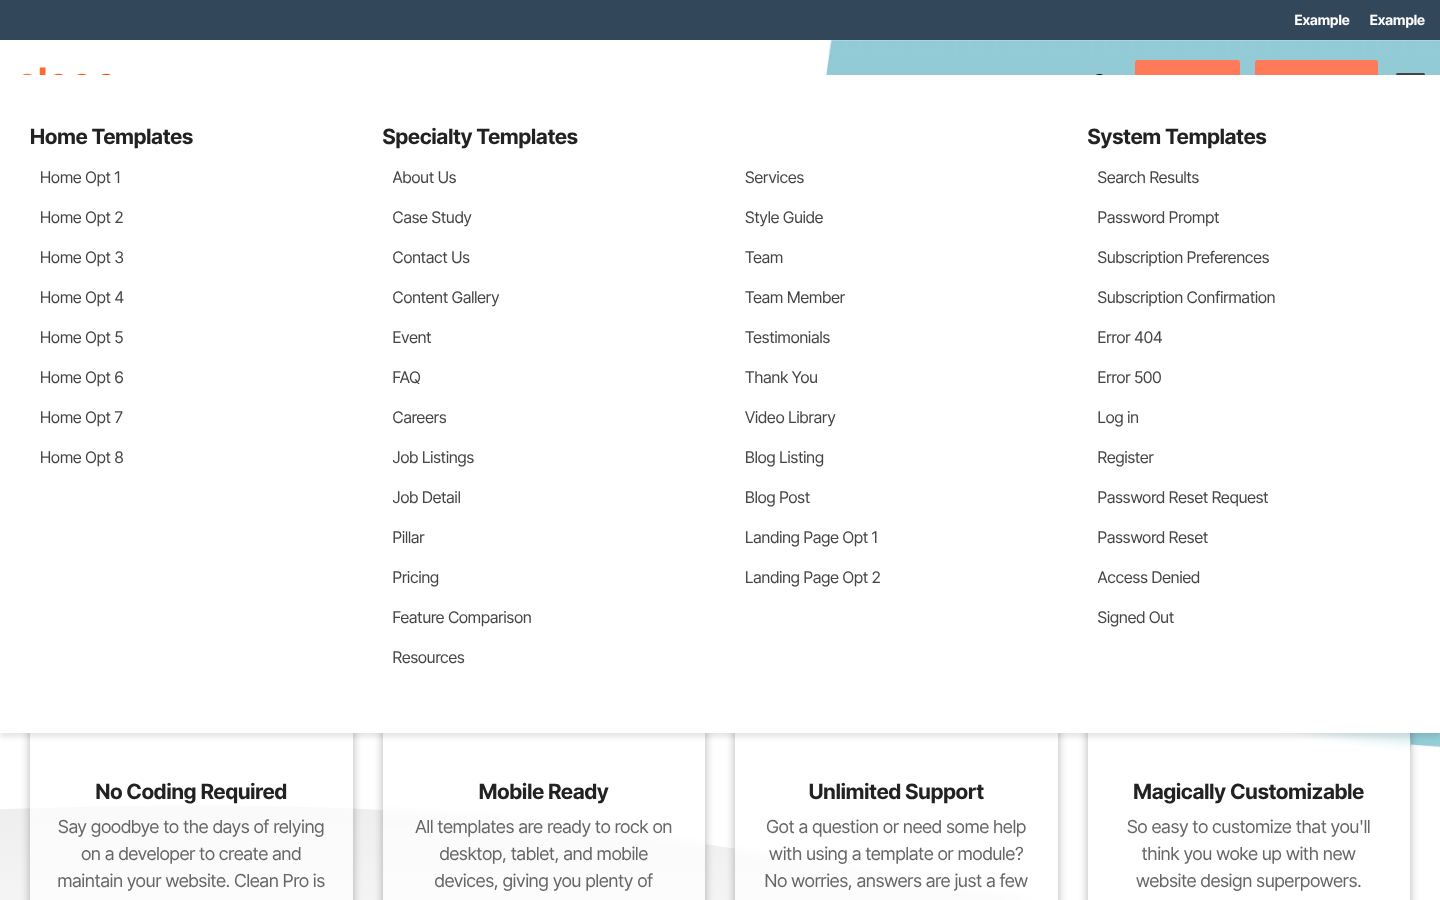 Example Example
Home Templates
Home Opt 1
Home Opt 2
Home Opt 3
Home Opt 4
Home Opt 5
Home Opt 6
Home Opt 7
Home Opt 8
Specialty Templates
About Us
Case Study
Contact Us
Content Gallery
Event
FAQ
Careers
Job Listings
Job Detail
Pillar
Pricing
Feature Comparison
Resources
Services
Style Guide
Team
Team Member
Testimonials
Thank You
Video Library
Blog Listing
Blog Post
Landing Page Opt 1
Landing Page Opt 2
System Templates
Search Results
Password Prompt
Subscription Preferences
Subscription Confirmation
Error 404
Error 500
Log in
Register
Password Reset Request
Password Reset
Access Denied
Signed Out
No Coding Required
Say goodbye to the days of relying
on a developer to create and
maintain your website. Clean Pro is
Mobile Ready
All templates are ready to rock on
desktop, tablet, and mobile
devices, giving you plenty of
Unlimited Support
Got a question or need some help
with using a template or module?
No worries, answers are just a few
Magically Customizable
So easy to customize that you'll
think you woke up with new
website design superpowers.